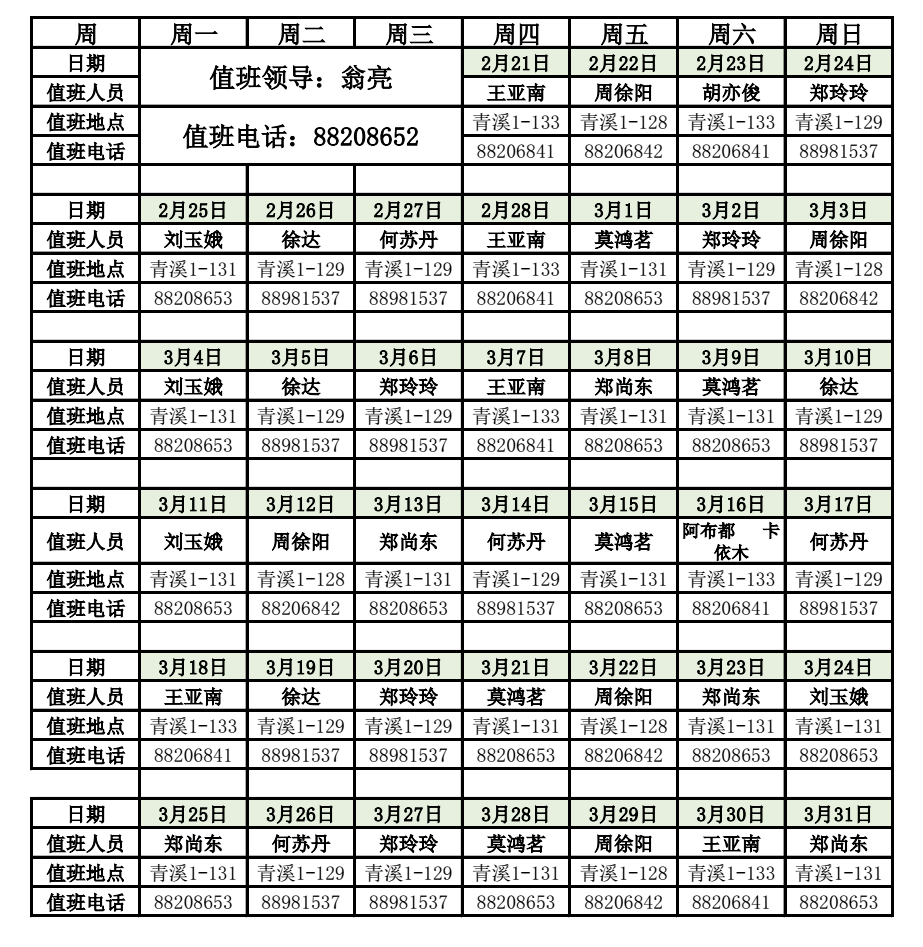 周 周一 周二 周三 周四 周五 周六 周日
日期 值班领导：翁亮 2月21日 2月22日 2月23日 2月24日
值班人员 王亚南 周徐阳 胡亦俊 郑玲玲
值班地点 值班电话：88208652 青溪1-133 青溪1-128 青溪1-133 青溪1-129
值班电话 88206841 88206842 88206841 88981537
日期 2月25日 2月26日 2月27日 2月28日 3月1日 3月2日 3月3日
值班人员 刘玉娥 徐达 何苏丹 王亚南 莫鸿茗 郑玲玲 周徐阳
值班地点 青溪1-131 青溪1-129 青溪1-129 青溪1-133 青溪1-131 青溪1-129 青溪1-128
值班电话 88208653 88981537 88981537 88206841 88208653 88981537 88206842
日期 3月4日 3月5日 3月6日 3月7日 3月8日 3月9日 3月10日
值班人员 刘玉娥 徐达 郑玲玲 王亚南 郑尚东 莫鸿茗 徐达
值班地点 青溪1-131 青溪1-129 青溪1-129 青溪1-133 青溪1-131 青溪1-131 青溪1-129
值班电话 88208653 88981537 88981537 88206841 88208653 88208653 88981537
日期 3月11日 3月12日 3月13日 3月14日 3月15日 3月16日 3月17日
值班人员 刘玉娥 周徐阳 郑尚东 何苏丹 莫鸿茗 阿布都 卡依木 何苏丹
值班地点 青溪1-131 青溪1-128 青溪1-131 青溪1-129 青溪1-131 青溪1-133 青溪1-129
值班电话 88208653 88206842 88208653 88981537 88208653 88206841 88981537
日期 3月18日 3月19日 3月20日 3月21日 3月22日 3月23日 3月24日
值班人员 王亚南 徐达 郑玲玲 莫鸿茗 周徐阳 郑尚东 刘玉娥
值班地点 青溪1-133 青溪1-129 青溪1-129 青溪1-131 青溪1-128 青溪1-131 青溪1-131
值班电话 88206841 88981537 88981537 88208653 88206842 88208653 88208653
日期 3月25日 3月26日 3月27日 3月28日 3月29日 3月30日 3月31日
值班人员 郑尚东 何苏丹 郑玲玲 莫鸿茗 周徐阳 王亚南 郑尚东
值班地点 青溪1-131 青溪1-129 青溪1-129 青溪1-131 青溪1-128 青溪1-133 青溪1-131
值班电话 88208653 88981537 88981537 88208653 88206842 88206841 88208653